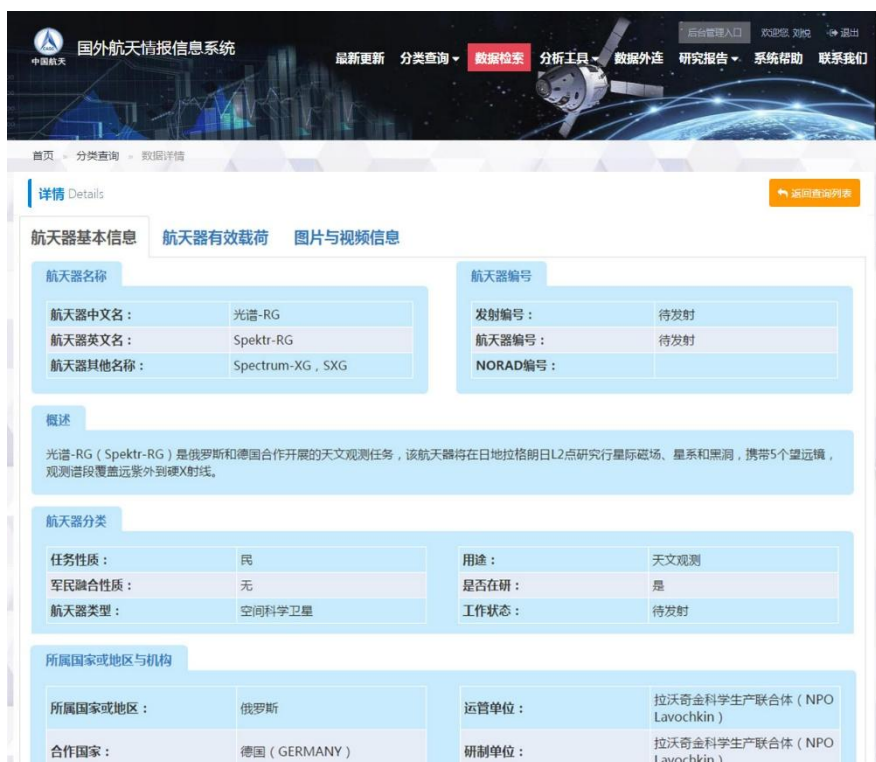 中国航天
国外航天情报信息系统
后台管理入口 欢迎您, 刘悦 退出
最新更新 分类查询 数据检索 分析工具 数据外连 研究报告 系统帮助 联系我们
首页 » 分类查询 » 数据详情
详情 Details
返回查询列表
航天器基本信息 航天器有效载荷 图片与视频信息
航天器名称
航天器中文名： 光谱-RG
航天器英文名： Spektr-RG
航天器其他名称： Spectrum-XG，SXG
航天器编号
发射编号： 待发射
航天器编号： 待发射
NORAD编号：
概述
光谱-RG（Spektr-RG）是俄罗斯和德国合作开展的天文观测任务，该航天器将在日地拉格朗日L2点研究行星际磁场、星系和黑洞，携带5个望远镜，
观测谱段覆盖远紫外到硬X射线。
航天器分类
任务性质： 民
军民融合性质： 无
航天器类型： 空间科学卫星
用途： 天文观测
是否在研： 是
工作状态： 待发射
所属国家或地区与机构
所属国家或地区： 俄罗斯
合作国家： 德国（GERMANY）
运管单位： 拉沃奇金科学生产联合体（NPO
Lavochkin）
研制单位： 拉沃奇金科学生产联合体（NPO
Lavochkin）